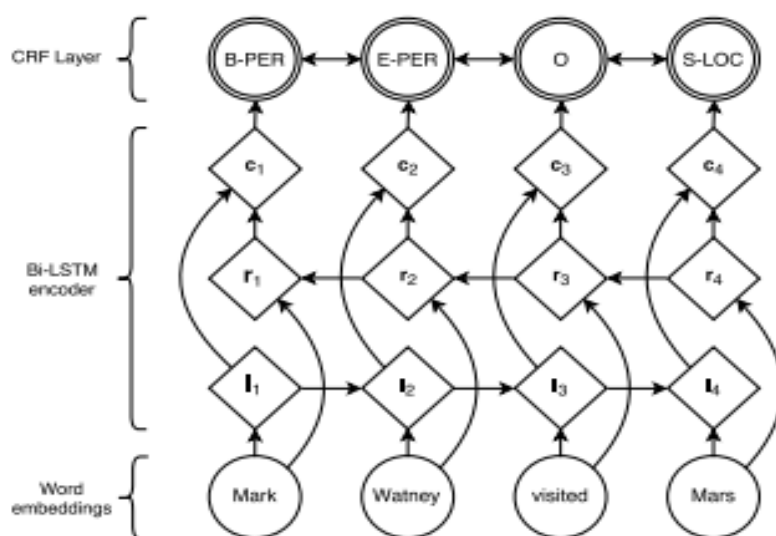 CRF Layer
B-PER E-PER O S-LOC
c₁ c₂ c₃ c₄
Bi-LSTM
encoder
r₁ r₂ r₃ r₄
l₁ l₂ l₃ l₄
Word
embeddings
Mark Watney visited Mars